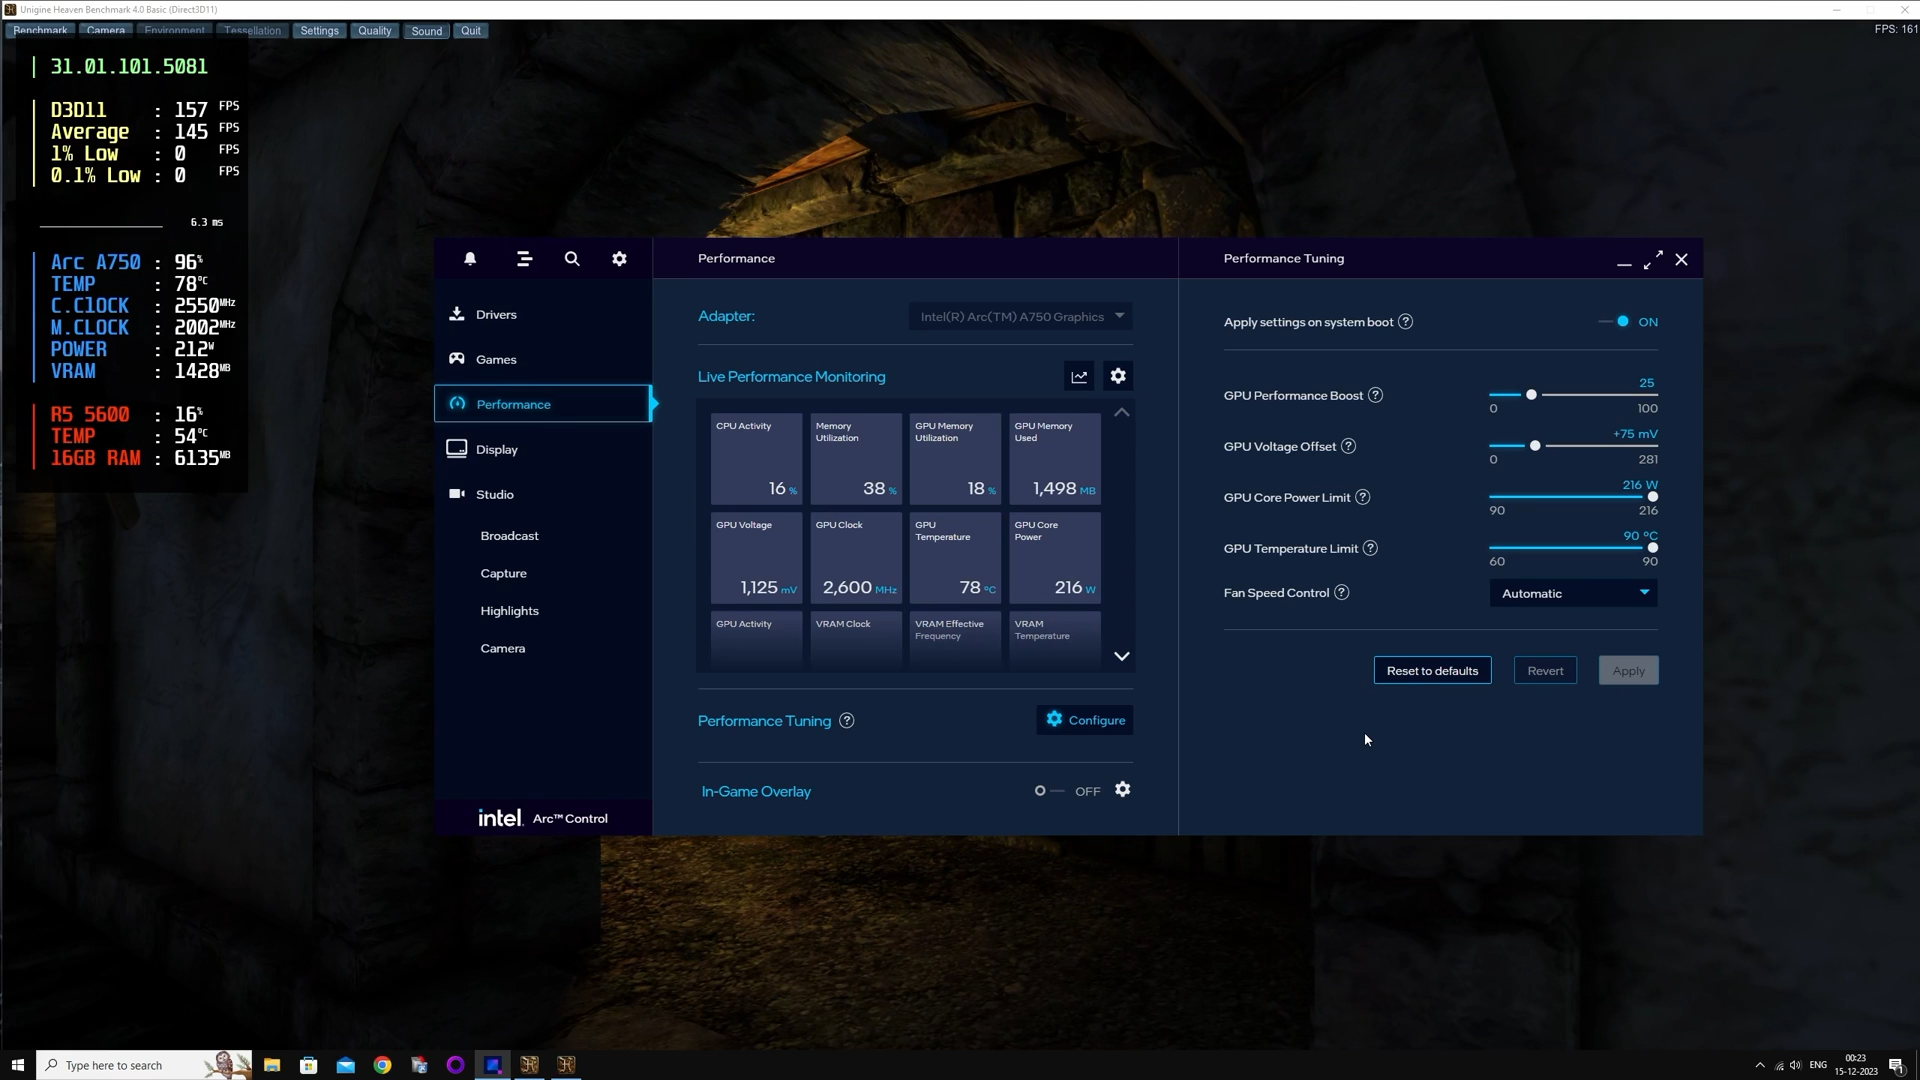 Unigine Heaven Benchmark 4.0 Basic (Direct3D11)
Benchmark Camera Environment Tessellation Settings Quality Sound Quit
FPS: 161
31.01.101.5081
D3D11 : 157 FPS
Average : 145 FPS
1% Low : 0 FPS
0.1% Low : 0 FPS
6.3 ms
Arc A750 : 96%
TEMP : 78°C
C.ClOCK : 2550MHz
M.CLOCK : 2002MHz
POWER : 212W
VRAM : 1428MB
R5 5600 : 16%
TEMP : 54°C
16GB RAM : 6135MB
Drivers
Games
Performance
Display
Studio
Broadcast
Capture
Highlights
Camera
intel. Arc™ Control
Performance
Adapter: Intel(R) Arc(TM) A750 Graphics
Live Performance Monitoring
CPU Activity
16 %
Memory
Utilization
38 %
GPU Memory
Utilization
18 %
GPU Memory
Used
1,498 MB
GPU Voltage
1,125 mV
GPU Clock
2,600 MHz
GPU
Temperature
78 °C
GPU Core
Power
216 W
GPU Activity
VRAM Clock
VRAM Effective
Frequency
VRAM
Temperature
Performance Tuning ? Configure
In-Game Overlay OFF
Performance Tuning
Apply settings on system boot ? ON
GPU Performance Boost ? 25
0 100
GPU Voltage Offset ? +75 mV
0 281
GPU Core Power Limit ? 216 W
90 216
GPU Temperature Limit ? 90 °C
60 90
Fan Speed Control ? Automatic
Reset to defaults Revert Apply
Type here to search
ENG
00:23
15-12-2023
1